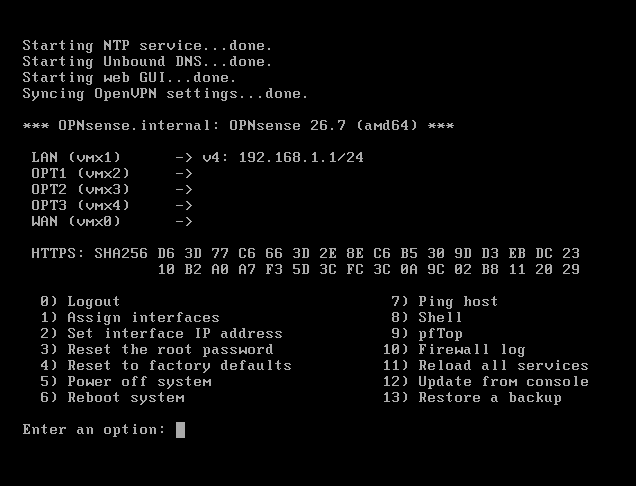 Starting NTP service...done.
Starting Unbound DNS...done.
Starting web GUI...done.
Syncing OpenVPN settings...done.
*** OPNsense.internal: OPNsense 26.7 (amd64) ***
LAN (vmx1) -> v4: 192.168.1.1/24
OPT1 (vmx2) ->
OPT2 (vmx3) ->
OPT3 (vmx4) ->
WAN (vmx0) ->
HTTPS: SHA256 D6 3D 77 C6 66 3D 2E 8E C6 B5 30 9D D3 EB DC 23
10 B2 A0 A7 F3 5D 3C FC 3C 0A 9C 02 B8 11 20 29
0) Logout 7) Ping host
1) Assign interfaces 8) Shell
2) Set interface IP address 9) pfTop
3) Reset the root password 10) Firewall log
4) Reset to factory defaults 11) Reload all services
5) Power off system 12) Update from console
6) Reboot system 13) Restore a backup
Enter an option: